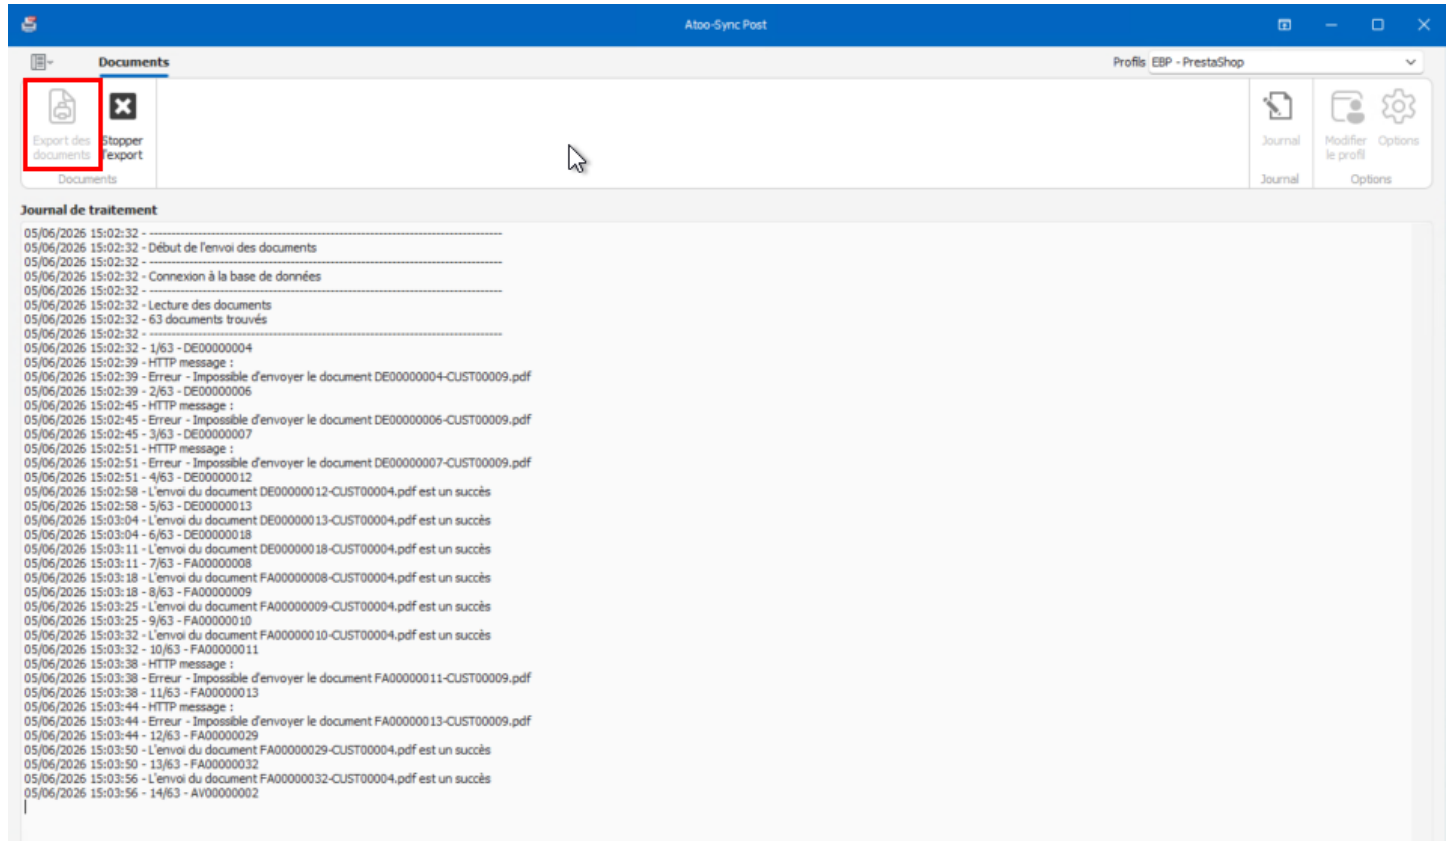 Atoo-Sync Post
Documents
Profils EBP - PrestaShop
Export des documents
Stopper l'export
Documents
Journal
Journal
Modifier le profil
Options
Options
Journal de traitement
05/06/2026 15:02:32 - --------------------------------------------------------------------------------
05/06/2026 15:02:32 - Début de l'envoi des documents
05/06/2026 15:02:32 - --------------------------------------------------------------------------------
05/06/2026 15:02:32 - Connexion à la base de données
05/06/2026 15:02:32 - --------------------------------------------------------------------------------
05/06/2026 15:02:32 - Lecture des documents
05/06/2026 15:02:32 - 63 documents trouvés
05/06/2026 15:02:32 - --------------------------------------------------------------------------------
05/06/2026 15:02:32 - 1/63 - DE00000004
05/06/2026 15:02:39 - HTTP message :
05/06/2026 15:02:39 - Erreur - Impossible d'envoyer le document DE00000004-CUST00009.pdf
05/06/2026 15:02:39 - 2/63 - DE00000006
05/06/2026 15:02:45 - HTTP message :
05/06/2026 15:02:45 - Erreur - Impossible d'envoyer le document DE00000006-CUST00009.pdf
05/06/2026 15:02:45 - 3/63 - DE00000007
05/06/2026 15:02:51 - HTTP message :
05/06/2026 15:02:51 - Erreur - Impossible d'envoyer le document DE00000007-CUST00009.pdf
05/06/2026 15:02:51 - 4/63 - DE00000012
05/06/2026 15:02:58 - L'envoi du document DE00000012-CUST00004.pdf est un succès
05/06/2026 15:02:58 - 5/63 - DE00000013
05/06/2026 15:03:04 - L'envoi du document DE00000013-CUST00004.pdf est un succès
05/06/2026 15:03:04 - 6/63 - DE00000018
05/06/2026 15:03:11 - L'envoi du document DE00000018-CUST00004.pdf est un succès
05/06/2026 15:03:11 - 7/63 - FA00000008
05/06/2026 15:03:18 - L'envoi du document FA00000008-CUST00004.pdf est un succès
05/06/2026 15:03:18 - 8/63 - FA00000009
05/06/2026 15:03:25 - L'envoi du document FA00000009-CUST00004.pdf est un succès
05/06/2026 15:03:25 - 9/63 - FA00000010
05/06/2026 15:03:32 - L'envoi du document FA00000010-CUST00004.pdf est un succès
05/06/2026 15:03:32 - 10/63 - FA00000011
05/06/2026 15:03:38 - HTTP message :
05/06/2026 15:03:38 - Erreur - Impossible d'envoyer le document FA00000011-CUST00009.pdf
05/06/2026 15:03:38 - 11/63 - FA00000013
05/06/2026 15:03:44 - HTTP message :
05/06/2026 15:03:44 - Erreur - Impossible d'envoyer le document FA00000013-CUST00009.pdf
05/06/2026 15:03:44 - 12/63 - FA00000029
05/06/2026 15:03:50 - L'envoi du document FA00000029-CUST00004.pdf est un succès
05/06/2026 15:03:50 - 13/63 - FA00000032
05/06/2026 15:03:56 - L'envoi du document FA00000032-CUST00004.pdf est un succès
05/06/2026 15:03:56 - 14/63 - AV00000002